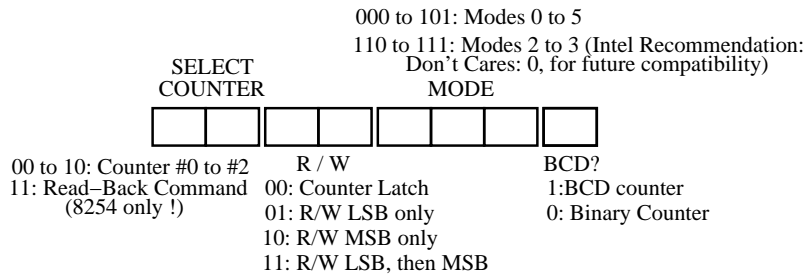 000 to 101: Modes 0 to 5
110 to 111: Modes 2 to 3 (Intel Recommendation:
Don't Cares: 0, for future compatibility)
SELECT
COUNTER
MODE
00 to 10: Counter #0 to #2
11: Read−Back Command
(8254 only !)
R / W
00: Counter Latch
01: R/W LSB only
10: R/W MSB only
11: R/W LSB, then MSB
BCD?
1:BCD counter
0: Binary Counter